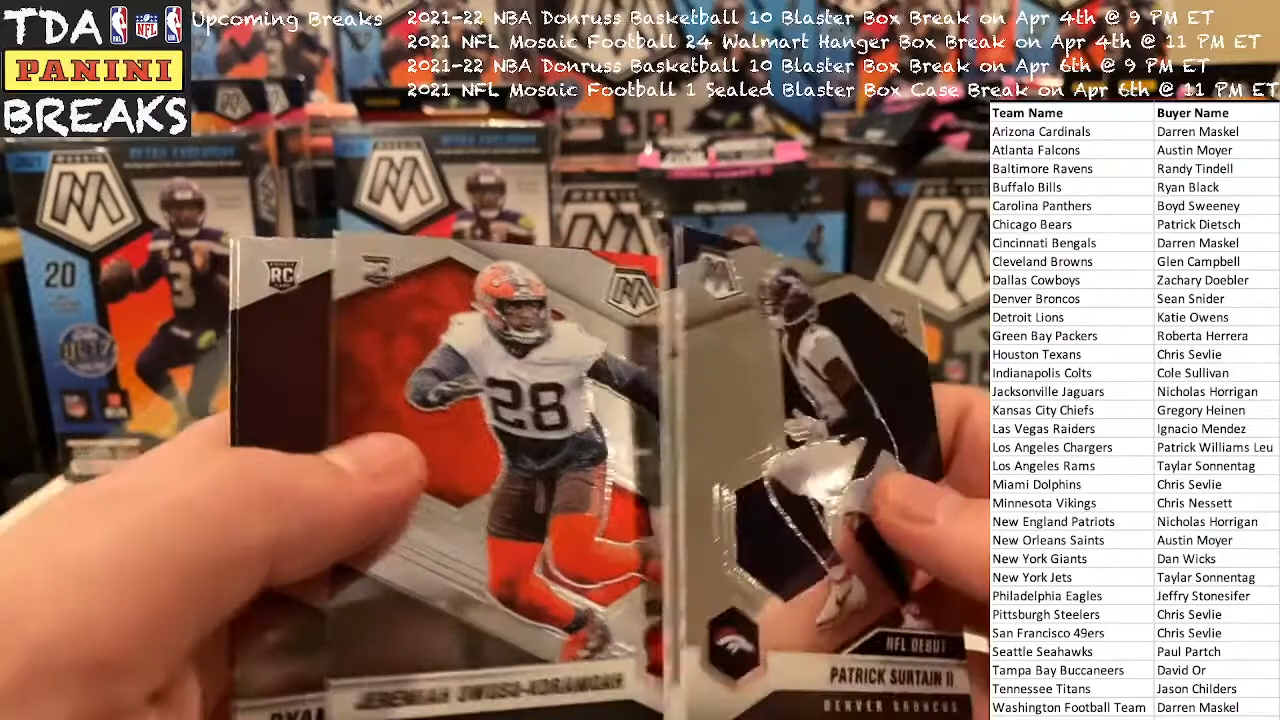 TDA
PANINI
BREAKS
Upcoming Breaks
2021-22 NBA Donruss Basketball 10 Blaster Box Break on Apr 4th @ 9 PM ET
2021 NFL Mosaic Football 24 Walmart Hanger Box Break on Apr 4th @ 11 PM ET
2021-22 NBA Donruss Basketball 10 Blaster Box Break on Apr 6th @ 9 PM ET
2021 NFL Mosaic Football 1 Sealed Blaster Box Case Break on Apr 6th @ 11 PM ET
Team Name Buyer Name
Arizona Cardinals Darren Maskel
Atlanta Falcons Austin Moyer
Baltimore Ravens Randy Tindell
Buffalo Bills Ryan Black
Carolina Panthers Boyd Sweeney
Chicago Bears Patrick Dietsch
Cincinnati Bengals Darren Maskel
Cleveland Browns Glen Campbell
Dallas Cowboys Zachary Doebler
Denver Broncos Sean Snider
Detroit Lions Katie Owens
Green Bay Packers Roberta Herrera
Houston Texans Chris Sevlie
Indianapolis Colts Cole Sullivan
Jacksonville Jaguars Nicholas Horrigan
Kansas City Chiefs Gregory Heinen
Las Vegas Raiders Ignacio Mendez
Los Angeles Chargers Patrick Williams Leu
Los Angeles Rams Taylar Sonnentag
Miami Dolphins Chris Sevlie
Minnesota Vikings Chris Nessett
New England Patriots Nicholas Horrigan
New Orleans Saints Austin Moyer
New York Giants Dan Wicks
New York Jets Taylar Sonnentag
Philadelphia Eagles Jeffry Stonesifer
Pittsburgh Steelers Chris Sevlie
San Francisco 49ers Chris Sevlie
Seattle Seahawks Paul Partch
Tampa Bay Buccaneers David Or
Tennessee Titans Jason Childers
Washington Football Team Darren Maskel
MOSAIC
20
3
RC
28
JEREMIAH OWUSU-KORAMOAH
NFL DEBUT
PATRICK SURTAIN II
DENVER BRONCOS